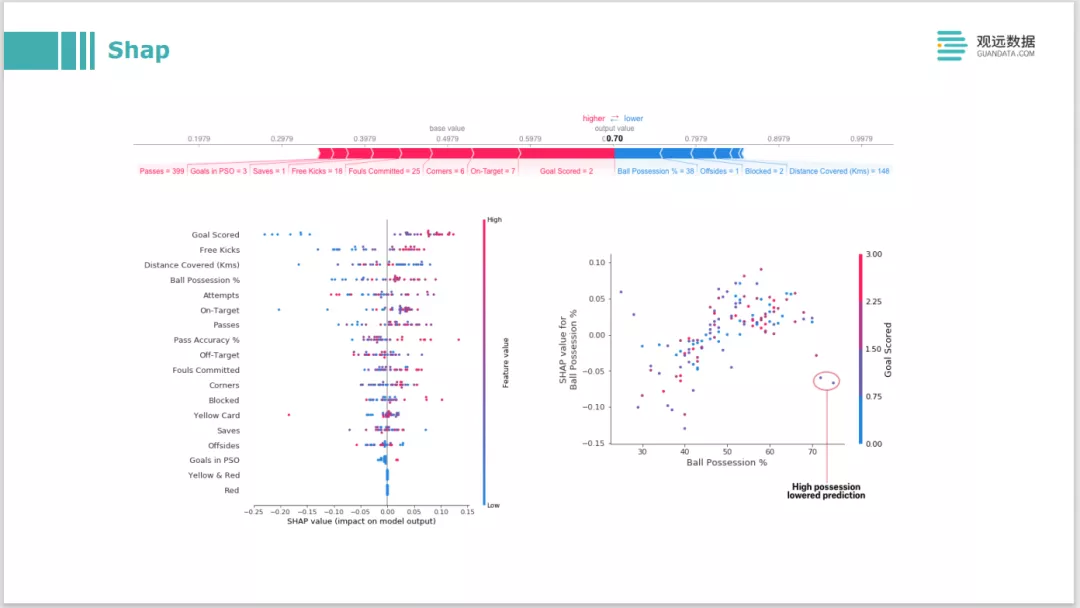 Shap
观远数据
GUANDATA.COM
higher ⇄ lower
base value
output value
0.1979 0.2979 0.3979 0.4979 0.5979 0.70 0.7979 0.8979 0.9979
Passes = 399 Goals in PSO = 3 Saves = 1 Free Kicks = 18 Fouls Committed = 25 Corners = 6 On-Target = 7 Goal Scored = 2 Ball Possession % = 38 Offsides = 1 Blocked = 2 Distance Covered (Kms) = 148
High
Goal Scored
Free Kicks
Distance Covered (Kms)
Ball Possession %
Attempts
On-Target
Passes
Pass Accuracy %
Off-Target
Fouls Committed
Corners
Blocked
Yellow Card
Saves
Offsides
Goals in PSO
Yellow & Red
Red
Low
Feature value
−0.25 −0.20 −0.15 −0.10 −0.05 0.00 0.05 0.10 0.15
SHAP value (impact on model output)
SHAP value for
Ball Possession %
0.10
0.05
0.00
−0.05
−0.10
−0.15
30 40 50 60 70
Ball Possession %
3.00
2.25
1.50
0.75
0.00
Goal Scored
High possession
lowered prediction